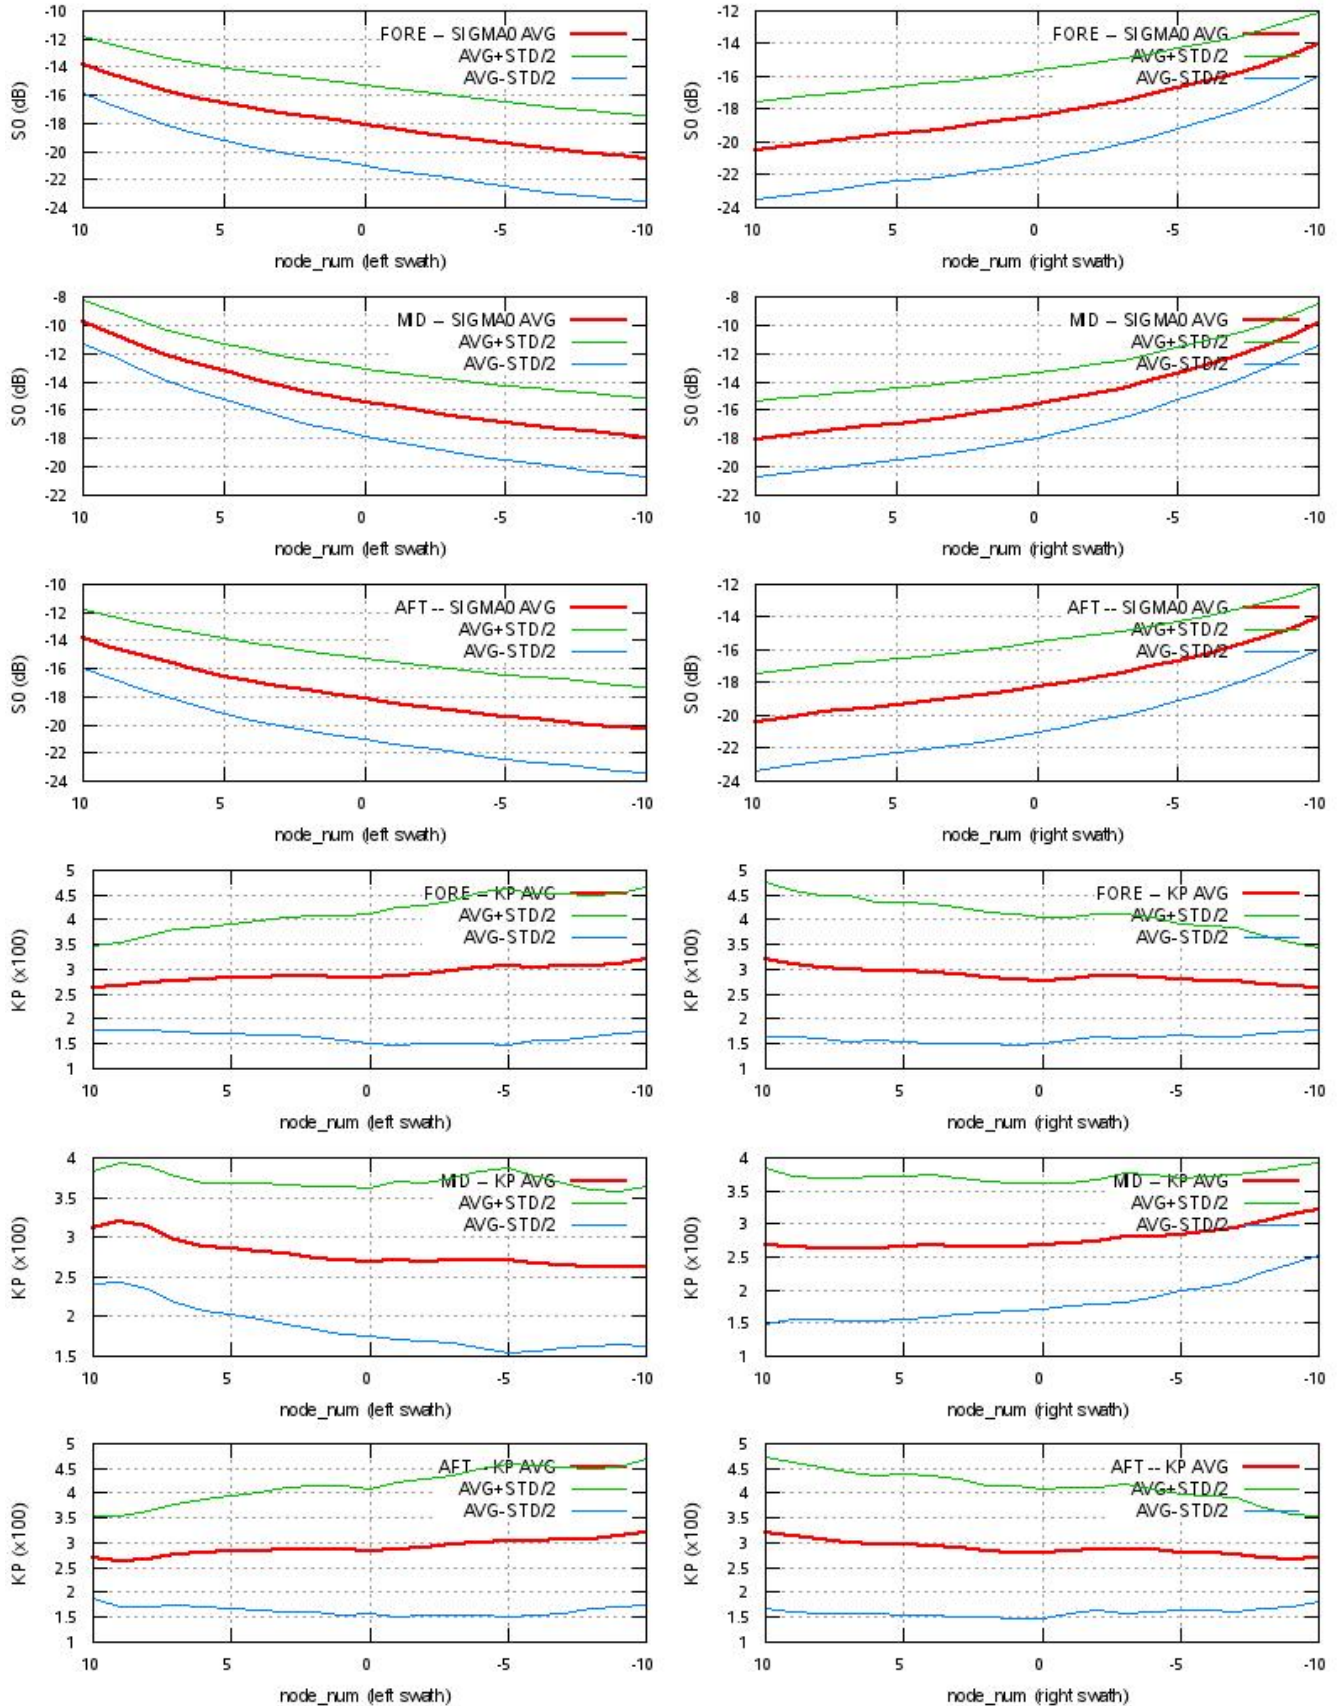 -10
-12
-14
-16
-18
-20
-22
-24
S0 (dB)
FORE -- SIGMA0 AVG
AVG+STD/2
AVG-STD/2
10 5 0 -5 -10
node_num (left swath)
-12
-14
-16
-18
-20
-22
-24
S0 (dB)
FORE -- SIGMA0 AVG
AVG+STD/2
AVG-STD/2
10 5 0 -5 -10
node_num (right swath)
-8
-10
-12
-14
-16
-18
-20
-22
S0 (dB)
MID -- SIGMA0 AVG
AVG+STD/2
AVG-STD/2
10 5 0 -5 -10
node_num (left swath)
-8
-10
-12
-14
-16
-18
-20
-22
S0 (dB)
MID -- SIGMA0 AVG
AVG+STD/2
AVG-STD/2
10 5 0 -5 -10
node_num (right swath)
-10
-12
-14
-16
-18
-20
-22
-24
S0 (dB)
AFT -- SIGMA0 AVG
AVG+STD/2
AVG-STD/2
10 5 0 -5 -10
node_num (left swath)
-12
-14
-16
-18
-20
-22
-24
S0 (dB)
AFT -- SIGMA0 AVG
AVG+STD/2
AVG-STD/2
10 5 0 -5 -10
node_num (right swath)
5
4.5
4
3.5
3
2.5
2
1.5
1
KP (x100)
FORE -- KP AVG
AVG+STD/2
AVG-STD/2
10 5 0 -5 -10
node_num (left swath)
5
4.5
4
3.5
3
2.5
2
1.5
1
KP (x100)
FORE -- KP AVG
AVG+STD/2
AVG-STD/2
10 5 0 -5 -10
node_num (right swath)
4
3.5
3
2.5
2
1.5
KP (x100)
MID -- KP AVG
AVG+STD/2
AVG-STD/2
10 5 0 -5 -10
node_num (left swath)
4
3.5
3
2.5
2
1.5
1
KP (x100)
MID -- KP AVG
AVG+STD/2
AVG-STD/2
10 5 0 -5 -10
node_num (right swath)
5
4.5
4
3.5
3
2.5
2
1.5
1
KP (x100)
AFT -- KP AVG
AVG+STD/2
AVG-STD/2
10 5 0 -5 -10
node_num (left swath)
5
4.5
4
3.5
3
2.5
2
1.5
1
KP (x100)
AFT -- KP AVG
AVG+STD/2
AVG-STD/2
10 5 0 -5 -10
node_num (right swath)